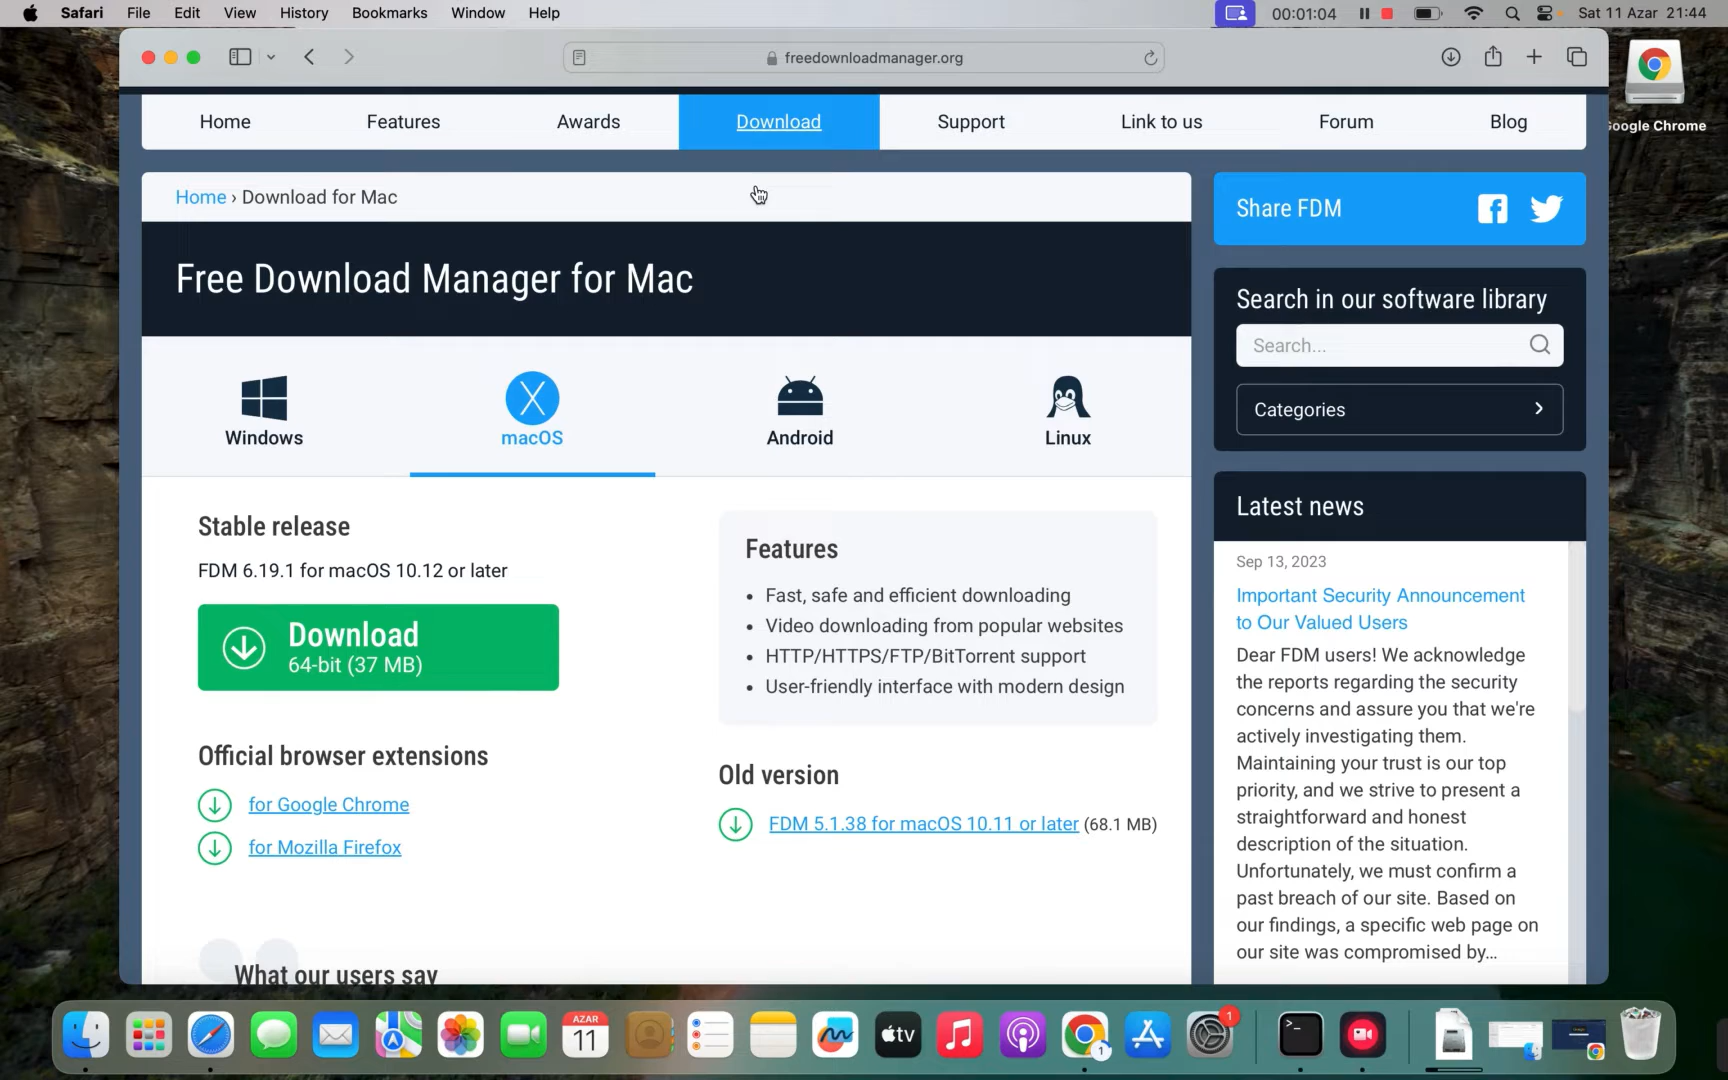 Safari File Edit View History Bookmarks Window Help 00:01:04 Sat 11 Azar 21:44
freedownloadmanager.org
oogle Chrome
Home Features Awards Download Support Link to us Forum Blog
Home › Download for Mac
Free Download Manager for Mac
Windows
macOS
Android
Linux
Stable release
FDM 6.19.1 for macOS 10.12 or later
Download
64-bit (37 MB)
Features
• Fast, safe and efficient downloading
• Video downloading from popular websites
• HTTP/HTTPS/FTP/BitTorrent support
• User-friendly interface with modern design
Official browser extensions
for Google Chrome
for Mozilla Firefox
Old version
FDM 5.1.38 for macOS 10.11 or later (68.1 MB)
What our users say
Share FDM
Search in our software library
Search...
Categories
Latest news
Sep 13, 2023
Important Security Announcement
to Our Valued Users
Dear FDM users! We acknowledge
the reports regarding the security
concerns and assure you that we're
actively investigating them.
Maintaining your trust is our top
priority, and we strive to present a
straightforward and honest
description of the situation.
Unfortunately, we must confirm a
past breach of our site. Based on
our findings, a specific web page on
our site was compromised by...
AZAR
11
tv
1
1
>_